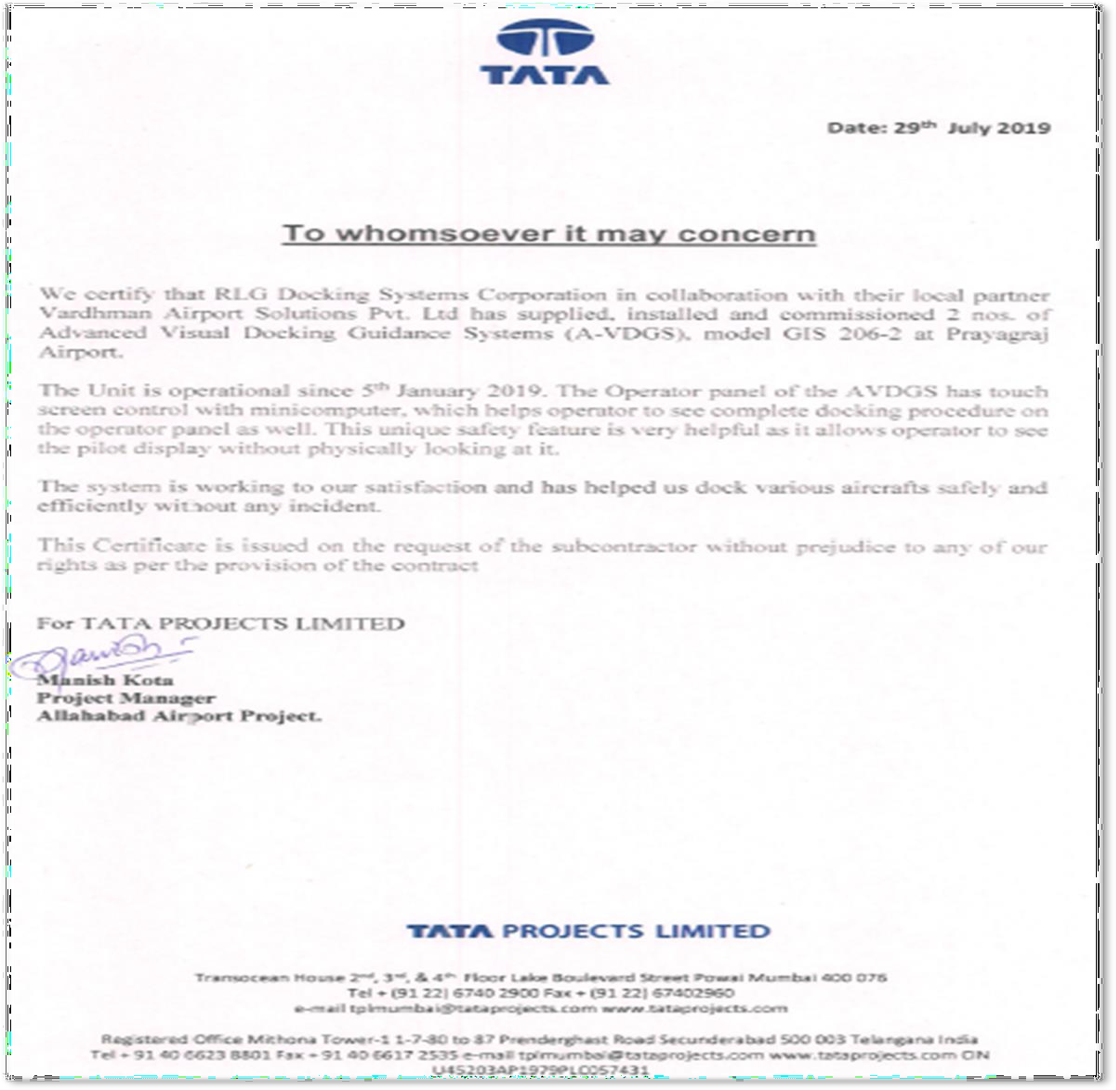 TATA
Date: 29th July 2019
To whomsoever it may concern
We certify that RLG Docking Systems Corporation in collaboration with their local partner
Vardhman Airport Solutions Pvt. Ltd has supplied, installed and commissioned 2 nos. of
Advanced Visual Docking Guidance Systems (A-VDGS), model GIS 206-2 at Prayagraj
Airport.
The Unit is operational since 5th January 2019. The Operator panel of the AVDGS has touch
screen control with minicomputer, which helps operator to see complete docking procedure on
the operator panel as well. This unique safety feature is very helpful as it allows operator to see
the pilot display without physically looking at it.
The system is working to our satisfaction and has helped us dock various aircrafts safely and
efficiently without any incident.
This Certificate is issued on the request of the subcontractor without prejudice to any of our
rights as per the provision of the contract
For TATA PROJECTS LIMITED
Manish
Manish Kota
Project Manager
Allahabad Airport Project.
TATA PROJECTS LIMITED
Transocean House 2nd, 3rd, & 4th Floor Lake Boulevard Street Powai Mumbai 400 076
Tel + (91 22) 6740 2900 Fax + (91 22) 67402960
e-mail tplmumbai@tataprojects.com www.tataprojects.com
Registered Office Mithona Tower-1 1-7-80 to 87 Prenderghast Road Secunderabad 500 003 Telangana India
Tel + 91 40 6623 8801 Fax + 91 40 6617 2535 e-mail tplmumbai@tataprojects.com www.tataprojects.com CIN
U45203AP1979PLC057431